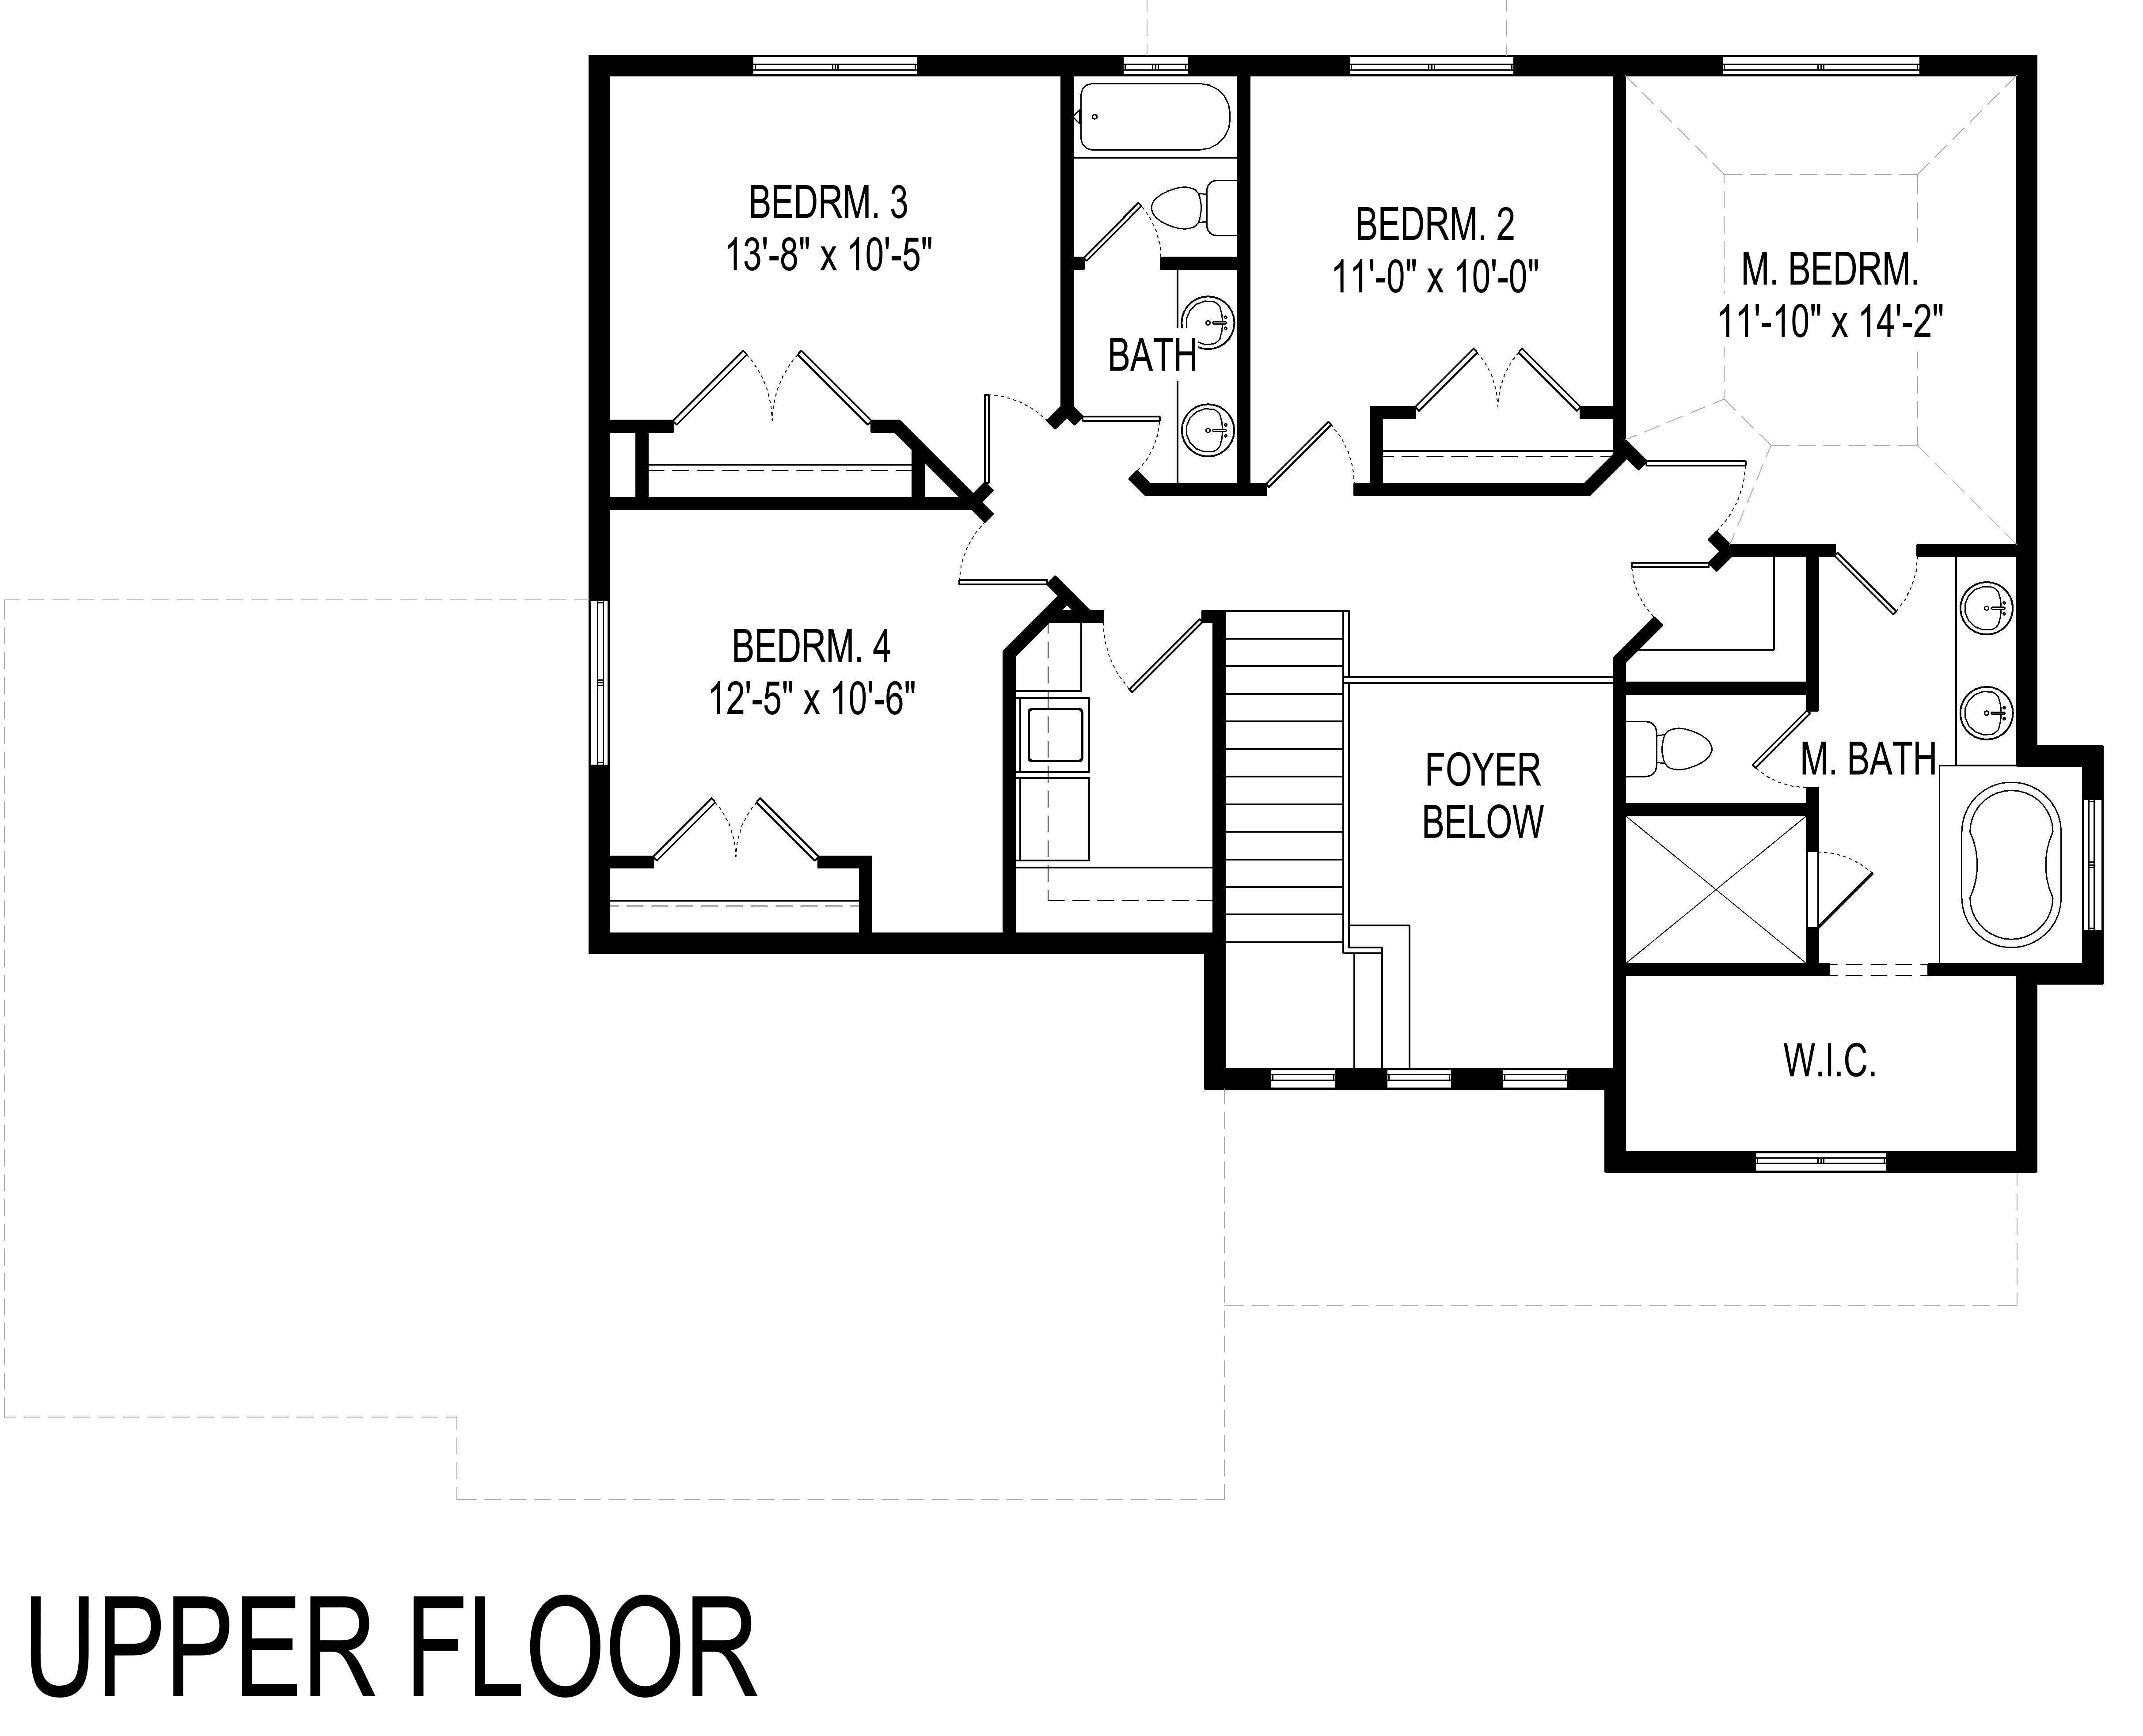 BEDRM. 3
13'-8" x 10'-5"
BEDRM. 2
11'-0" x 10'-0"
M. BEDRM.
11'-10" x 14'-2"
BATH
BEDRM. 4
12'-5" x 10'-6"
FOYER
BELOW
M. BATH
W.I.C.
UPPER FLOOR